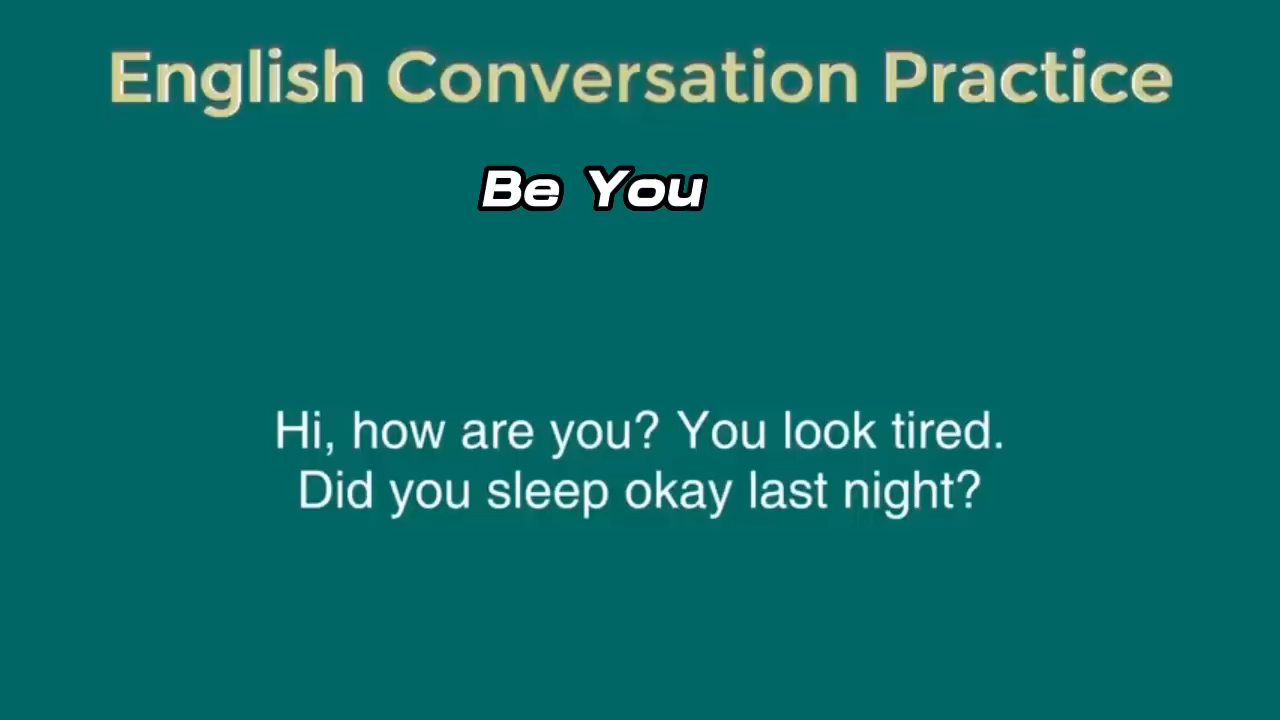 English Conversation Practice
Be You
Hi, how are you? You look tired.
Did you sleep okay last night?